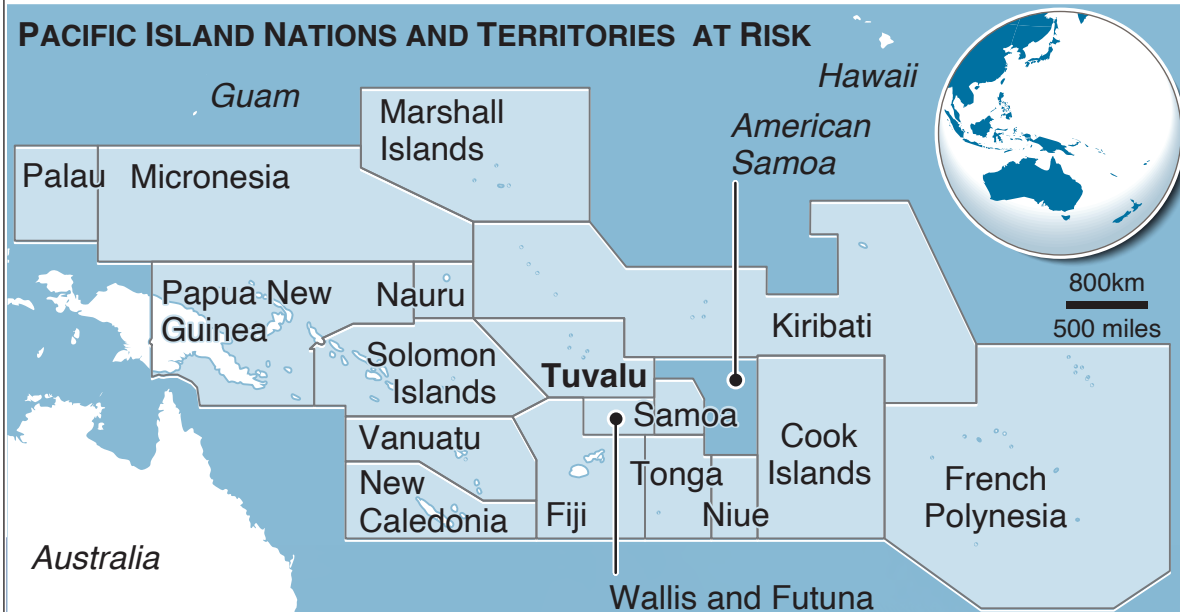 PACIFIC ISLAND NATIONS AND TERRITORIES AT RISK
Hawaii
Guam
Marshall
Islands
American
Samoa
Palau
Micronesia
800km
500 miles
Papua New
Guinea
Nauru
Kiribati
Solomon
Islands
Tuvalu
Samoa
Vanuatu
Cook
Islands
Tonga
French
Polynesia
New
Caledonia
Fiji
Niue
Australia
Wallis and Futuna